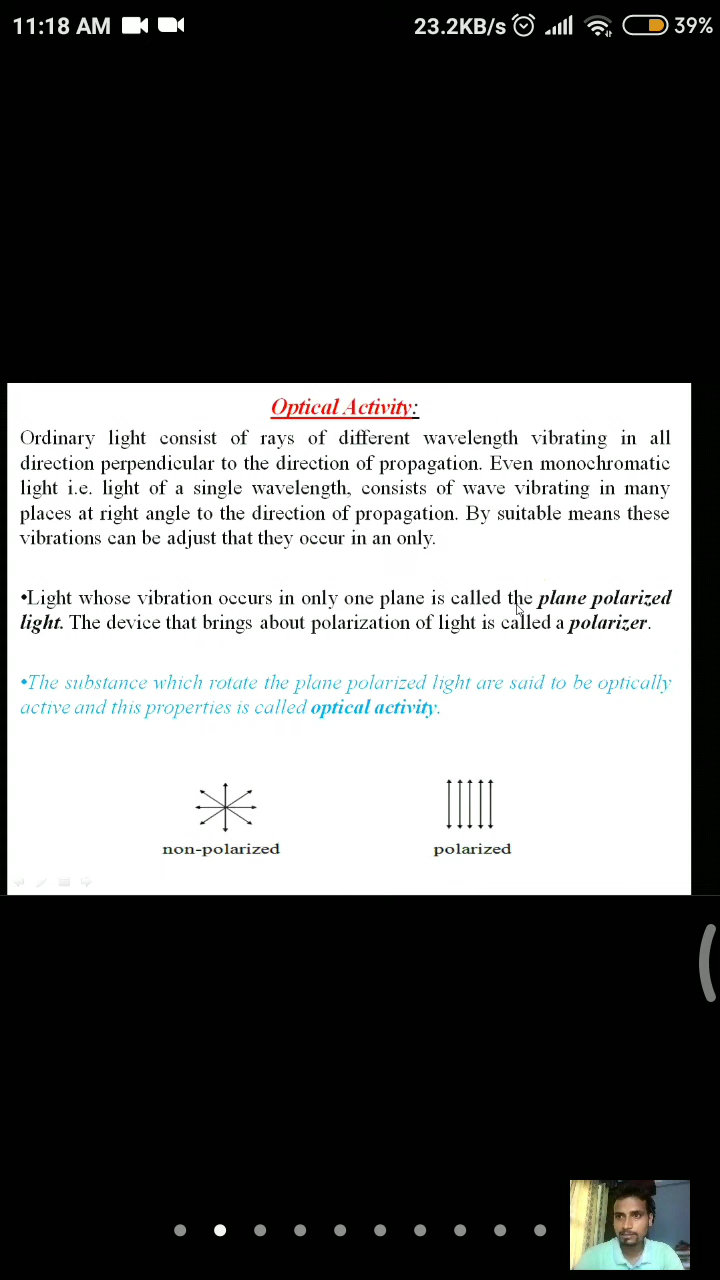 11:18 AM
23.2KB/s
39%
Optical Activity:
Ordinary light consist of rays of different wavelength vibrating in all
direction perpendicular to the direction of propagation. Even monochromatic
light i.e. light of a single wavelength, consists of wave vibrating in many
places at right angle to the direction of propagation. By suitable means these
vibrations can be adjust that they occur in an only.
•Light whose vibration occurs in only one plane is called the plane polarized
light. The device that brings about polarization of light is called a polarizer.
•The substance which rotate the plane polarized light are said to be optically
active and this properties is called optical activity.
non-polarized
polarized